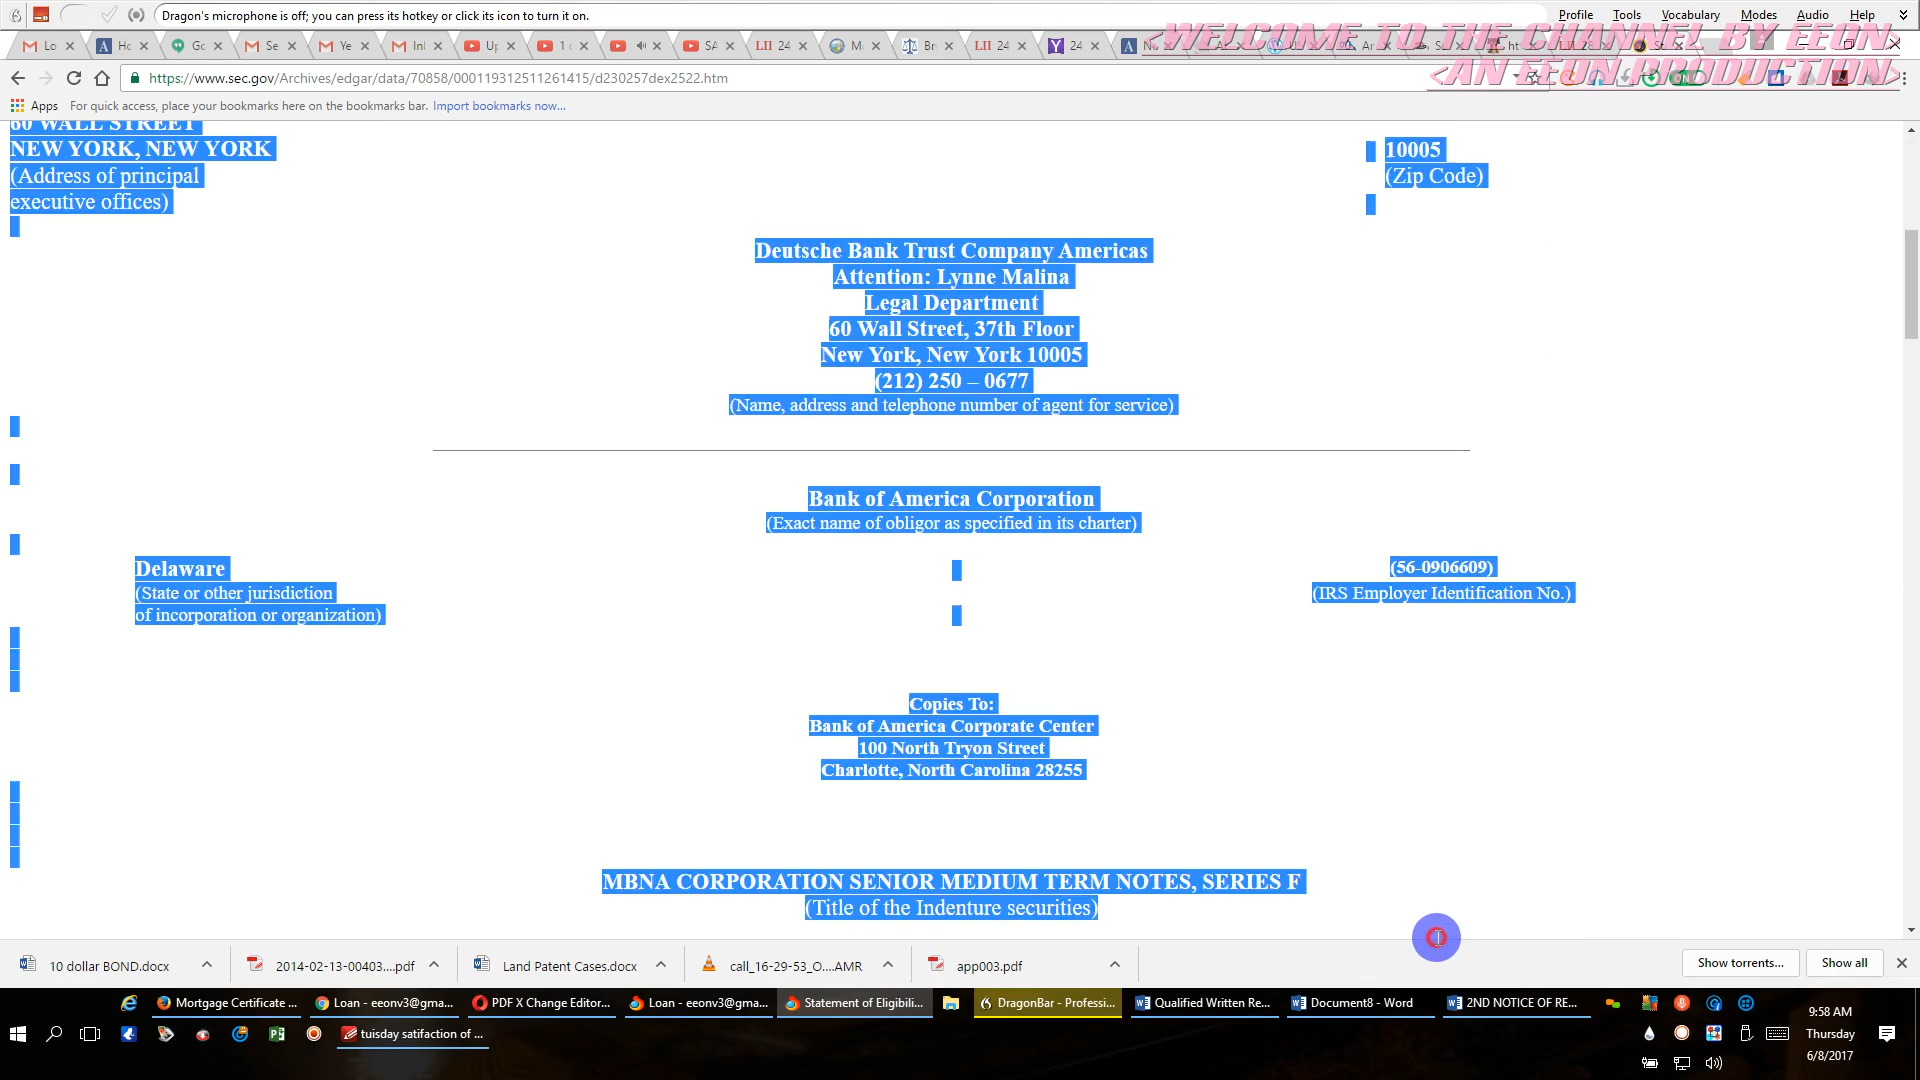 Dragon's microphone is off; you can press its hotkey or click its icon to turn it on.
Profile Tools Vocabulary Modes Audio Help
<WELCOME TO THE CHANNEL BY EEON>
<AN EEON PRODUCTION>
https://www.sec.gov/Archives/edgar/data/70858/000119312511261415/d230257dex2522.htm
Apps For quick access, place your bookmarks here on the bookmarks bar. Import bookmarks now...
60 WALL STREET
NEW YORK, NEW YORK
10005
(Address of principal
(Zip Code)
executive offices)
Deutsche Bank Trust Company Americas
Attention: Lynne Malina
Legal Department
60 Wall Street, 37th Floor
New York, New York 10005
(212) 250 – 0677
(Name, address and telephone number of agent for service)
Bank of America Corporation
(Exact name of obligor as specified in its charter)
Delaware
(56-0906609)
(State or other jurisdiction
(IRS Employer Identification No.)
of incorporation or organization)
Copies To:
Bank of America Corporate Center
100 North Tryon Street
Charlotte, North Carolina 28255
MBNA CORPORATION SENIOR MEDIUM TERM NOTES, SERIES F
(Title of the Indenture securities)
10 dollar BOND.docx
2014-02-13-00403....pdf
Land Patent Cases.docx
call_16-29-53_O....AMR
app003.pdf
Show torrents...
Show all
Mortgage Certificate ...
Loan - eeonv3@gma...
PDF X Change Editor...
Loan - eeonv3@gma...
Statement of Eligibili...
DragonBar - Professi...
Qualified Written Re...
Document8 - Word
2ND NOTICE OF RE...
tuisday satifaction of ...
9:58 AM
Thursday
6/8/2017